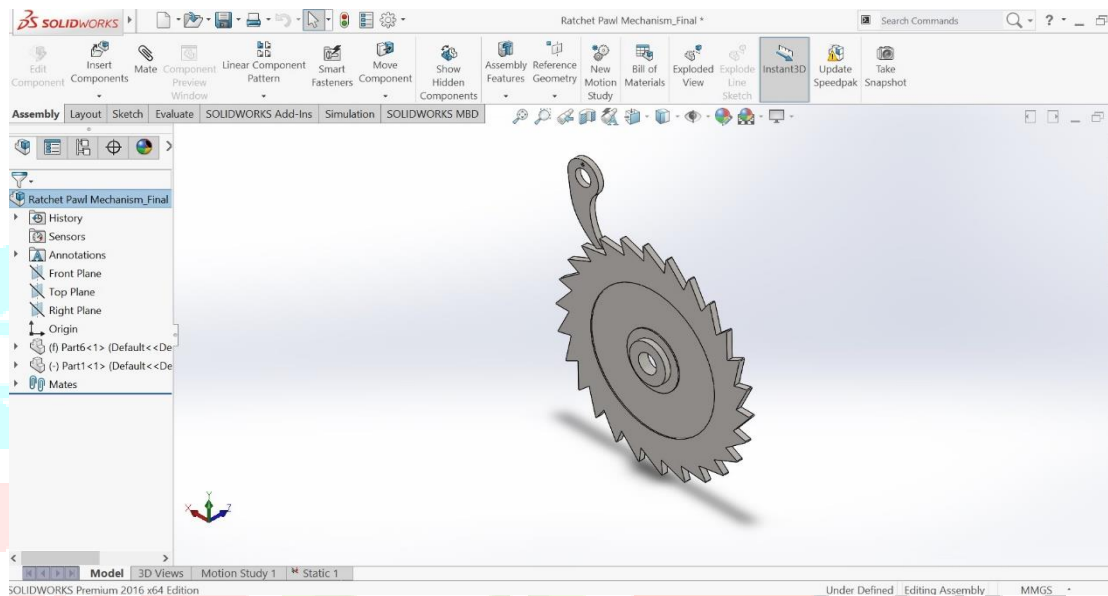 SOLIDWORKS
Ratchet Pawl Mechanism_Final *
Search Commands
?
Edit Component
Insert Components
Mate
Component Preview Window
Linear Component Pattern
Smart Fasteners
Move Component
Show Hidden Components
Assembly Features
Reference Geometry
New Motion Study
Bill of Materials
Exploded View
Explode Line Sketch
Instant3D
Update Speedpak
Take Snapshot
Assembly Layout Sketch Evaluate SOLIDWORKS Add-Ins Simulation SOLIDWORKS MBD
Ratchet Pawl Mechanism_Final
History
Sensors
Annotations
Front Plane
Top Plane
Right Plane
Origin
(f) Part6<1> (Default<<De
(-) Part1<1> (Default<<De
Mates
Y
X
Z
Model 3D Views Motion Study 1 Static 1
SOLIDWORKS Premium 2016 x64 Edition
Under Defined Editing Assembly MMGS